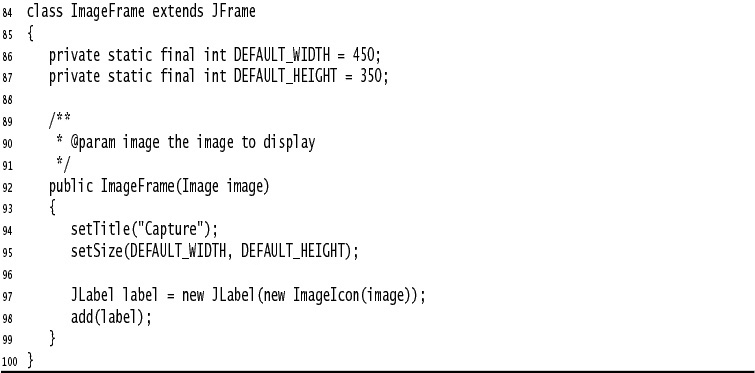 84 class ImageFrame extends JFrame
85 {
86    private static final int DEFAULT_WIDTH = 450;
87    private static final int DEFAULT_HEIGHT = 350;
88
89    /**
90     * @param image the image to display
91     */
92    public ImageFrame(Image image)
93    {
94       setTitle("Capture");
95       setSize(DEFAULT_WIDTH, DEFAULT_HEIGHT);
96
97       JLabel label = new JLabel(new ImageIcon(image));
98       add(label);
99    }
100 }